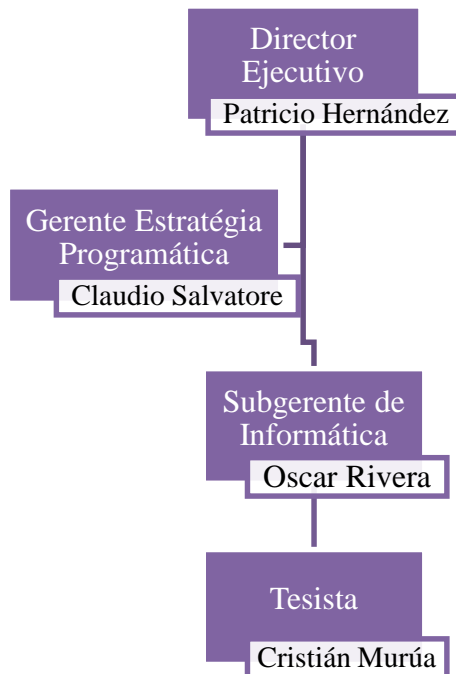 Director
Ejecutivo
Patricio Hernández
Gerente Estratégia
Programática
Claudio Salvatore
Subgerente de
Informática
Oscar Rivera
Tesista
Cristián Murúa